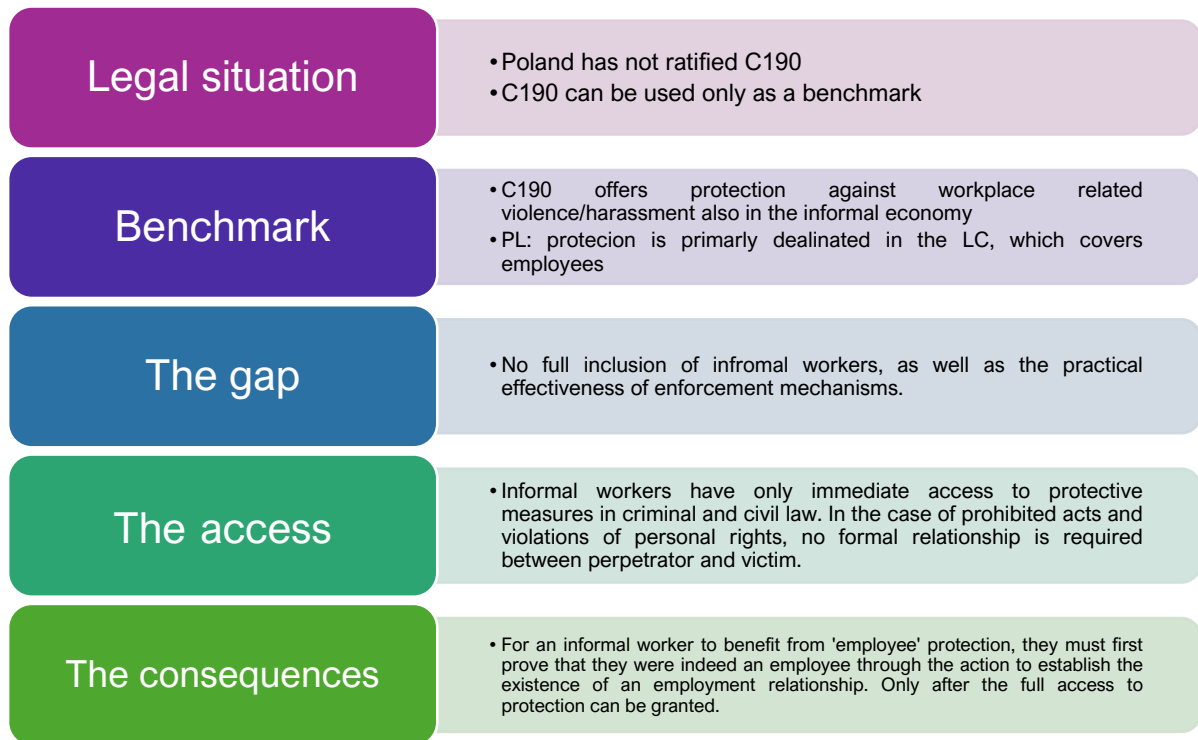 Legal situation
• Poland has not ratified C190
• C190 can be used only as a benchmark
Benchmark
• C190 offers protection against workplace related
violence/harassment also in the informal economy
• PL: protecion is primarly dealinated in the LC, which covers
employees
The gap
• No full inclusion of infromal workers, as well as the practical
effectiveness of enforcement mechanisms.
The access
• Informal workers have only immediate access to protective
measures in criminal and civil law. In the case of prohibited acts and
violations of personal rights, no formal relationship is required
between perpetrator and victim.
The consequences
• For an informal worker to benefit from 'employee' protection, they must first
prove that they were indeed an employee through the action to establish the
existence of an employment relationship. Only after the full access to
protection can be granted.